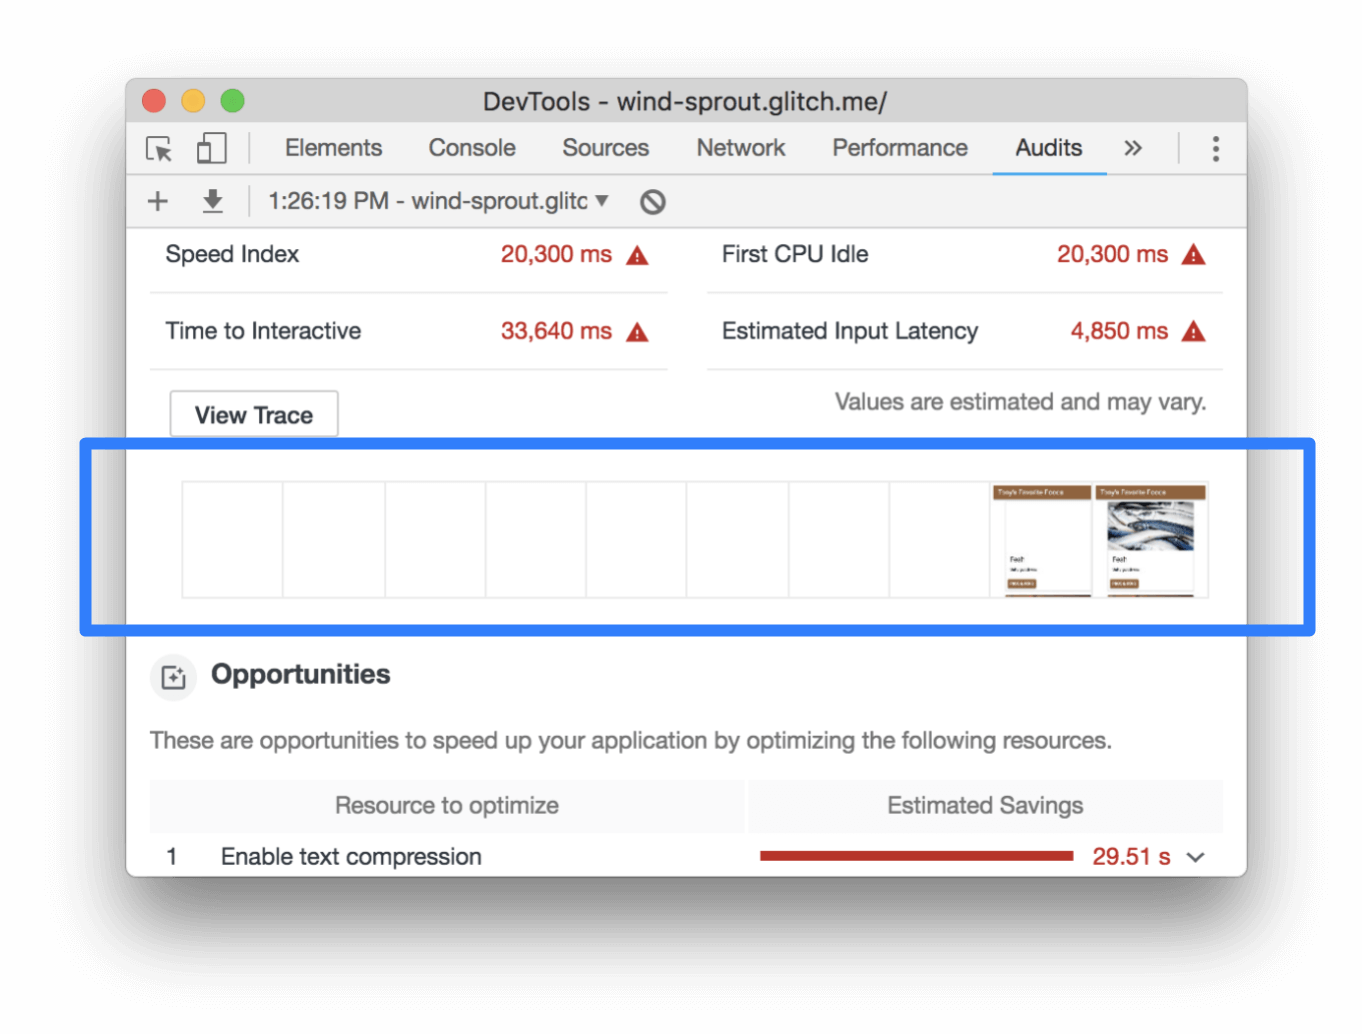 DevTools - wind-sprout.glitch.me/
Elements Console Sources Network Performance Audits »
1:26:19 PM - wind-sprout.glitc
Speed Index 20,300 ms First CPU Idle 20,300 ms
Time to Interactive 33,640 ms Estimated Input Latency 4,850 ms
View Trace Values are estimated and may vary.
Opportunities
These are opportunities to speed up your application by optimizing the following resources.
Resource to optimize Estimated Savings
1 Enable text compression 29.51 s